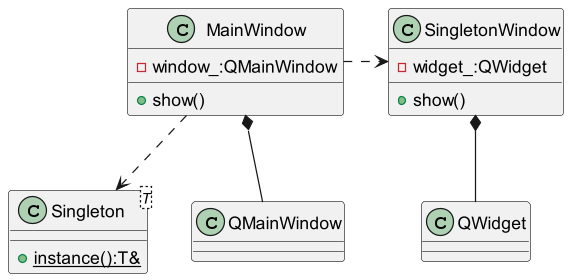 C MainWindow
window_:QMainWindow
show()
C SingletonWindow
widget_:QWidget
show()
C Singleton
T
instance():T&
C QMainWindow
C QWidget